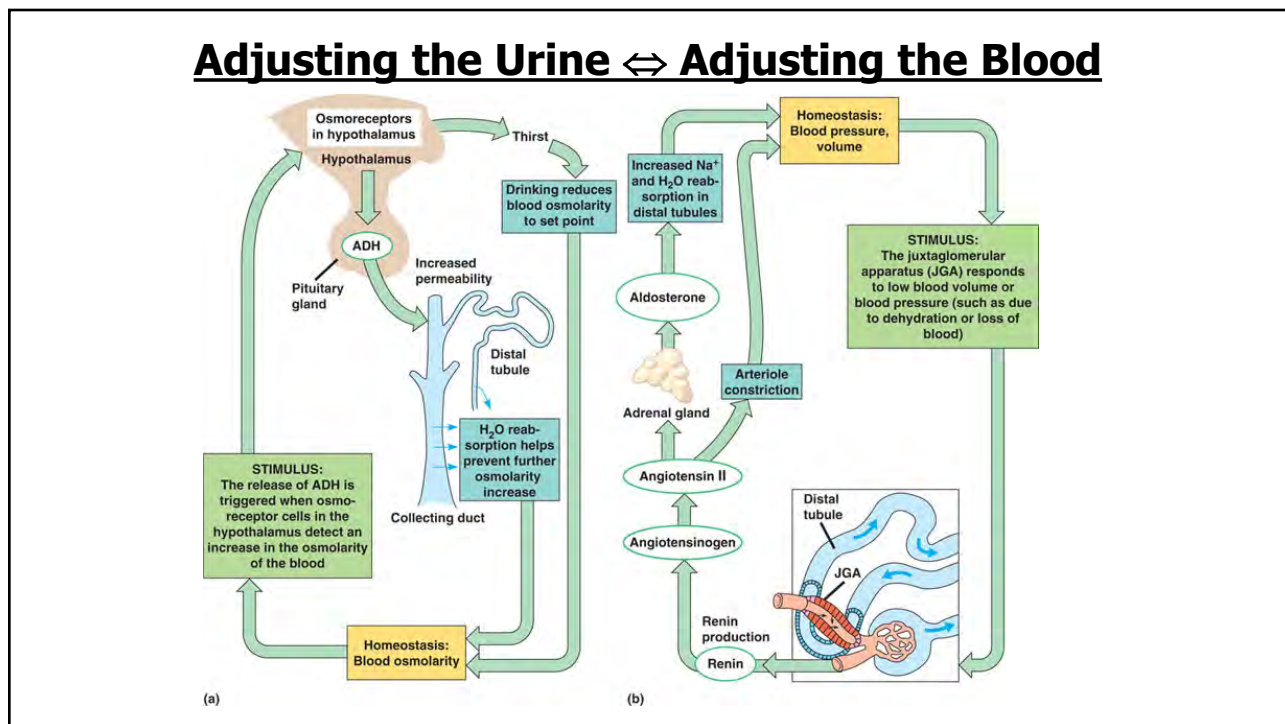 Adjusting the Urine ⇔ Adjusting the Blood
Osmoreceptors
in hypothalamus
Hypothalamus
Thirst
Drinking reduces
blood osmolarity
to set point
ADH
Pituitary
gland
Increased
permeability
Distal
tubule
H₂O reab-
sorption helps
prevent further
osmolarity
increase
Collecting duct
STIMULUS:
The release of ADH is
triggered when osmo-
receptor cells in the
hypothalamus detect an
increase in the osmolarity
of the blood
Homeostasis:
Blood osmolarity
(a)
Homeostasis:
Blood pressure,
volume
Increased Na⁺
and H₂O reab-
sorption in
distal tubules
STIMULUS:
The juxtaglomerular
apparatus (JGA) responds
to low blood volume or
blood pressure (such as due
to dehydration or loss of
blood)
Aldosterone
Adrenal gland
Arteriole
constriction
Angiotensin II
Angiotensinogen
Distal
tubule
JGA
Renin
production
Renin
(b)